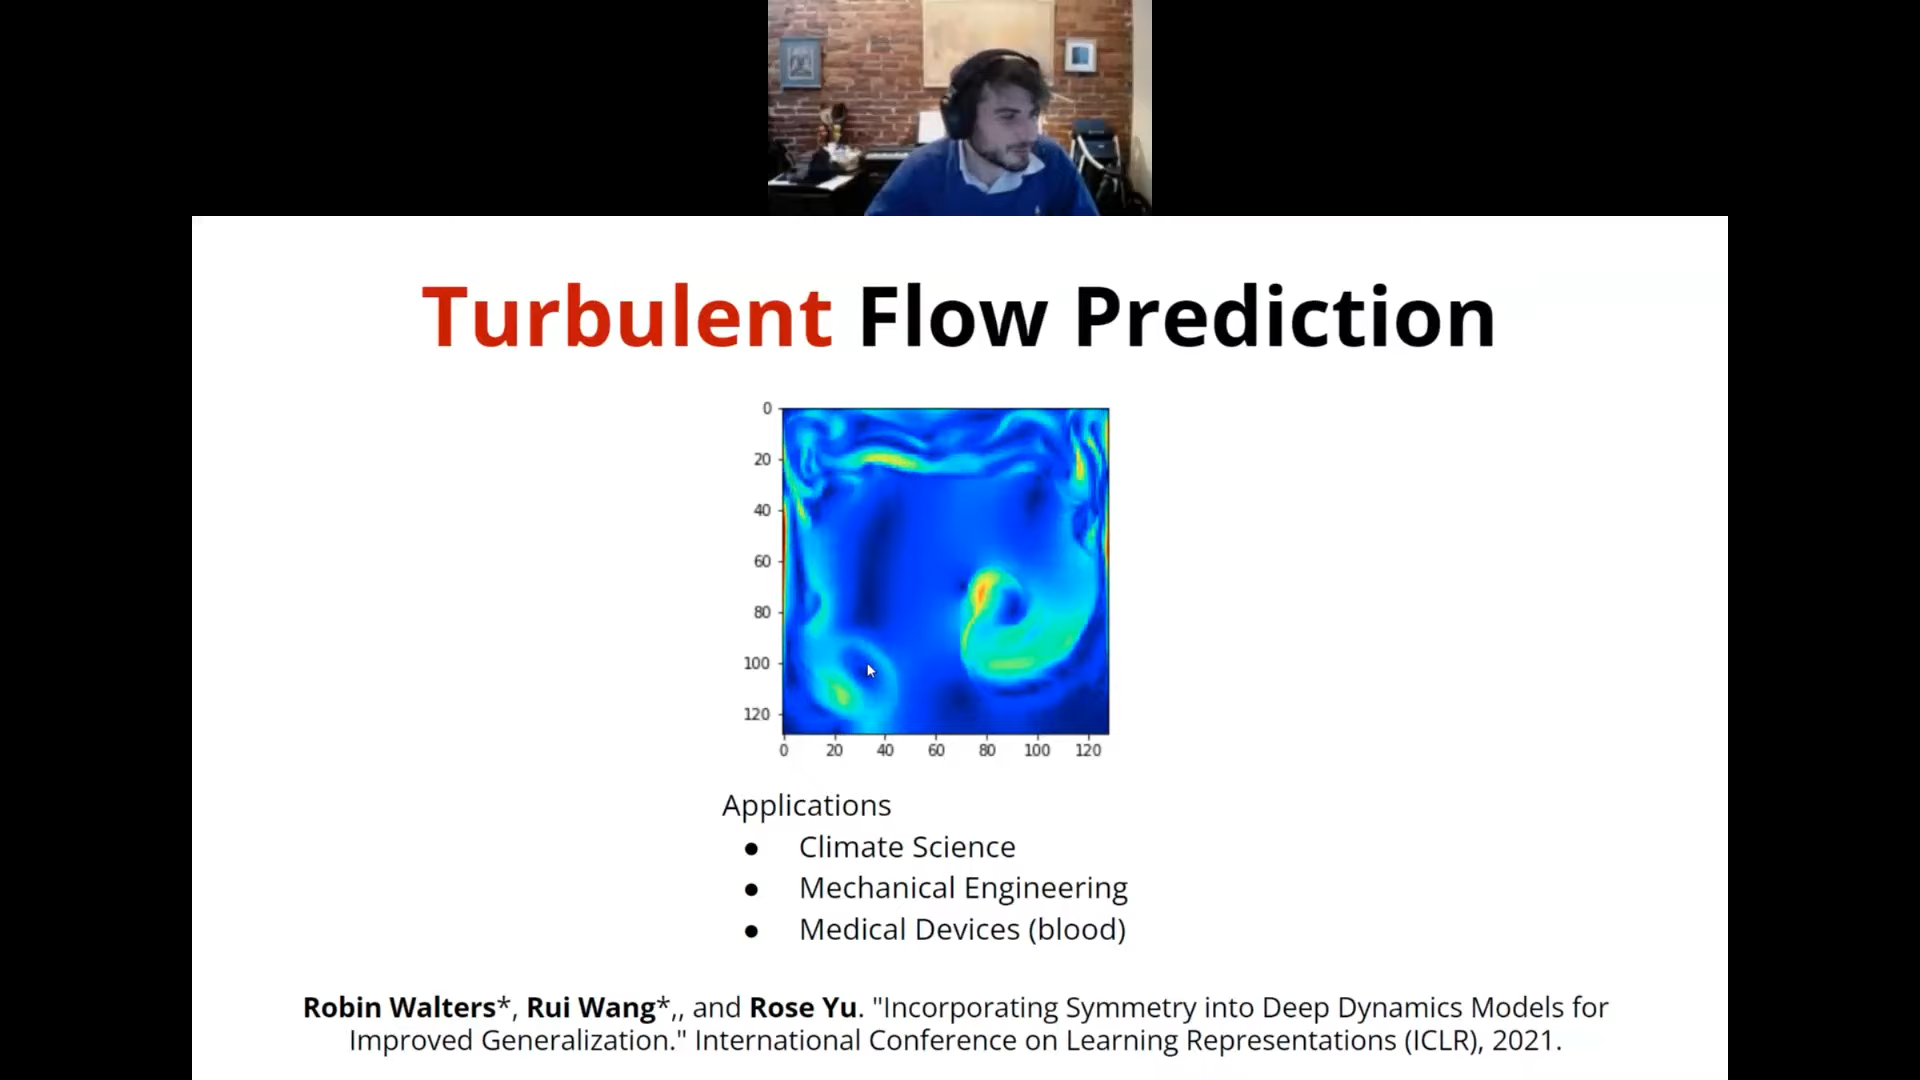 Turbulent Flow Prediction
0
20
40
60
80
100
120
0 20 40 60 80 100 120
Applications
● Climate Science
● Mechanical Engineering
● Medical Devices (blood)
Robin Walters*, Rui Wang*,, and Rose Yu. "Incorporating Symmetry into Deep Dynamics Models for
Improved Generalization." International Conference on Learning Representations (ICLR), 2021.